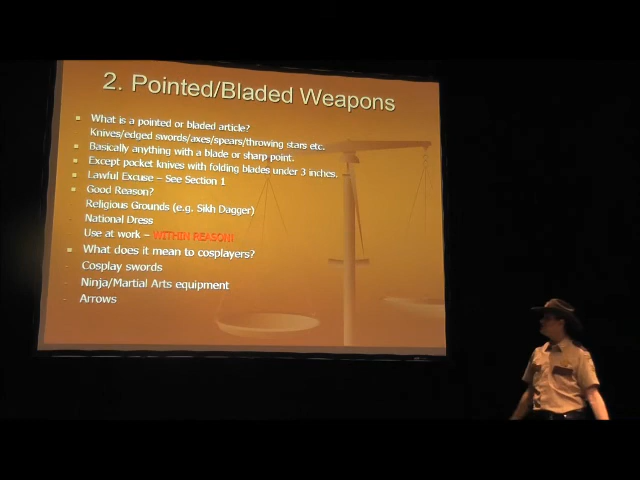 2. Pointed/Bladed Weapons
What is a pointed or bladed article?
Knives/edged swords/axes/spears/throwing stars etc.
Basically anything with a blade or sharp point.
Except pocket knives with folding blades under 3 inches.
Lawful Excuse – See Section 1
Good Reason?
Religious Grounds (e.g. Sikh Dagger)
- National Dress
Use at work – WITHIN REASON!
What does it mean to cosplayers?
- Cosplay swords
- Ninja/Martial Arts equipment
- Arrows